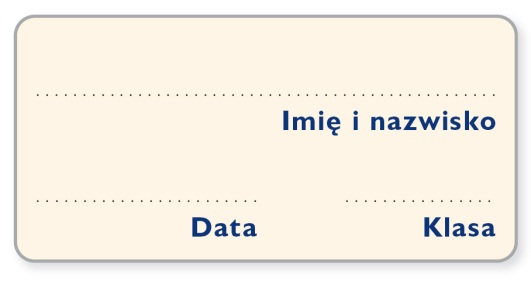 Imię i nazwisko
Data Klasa